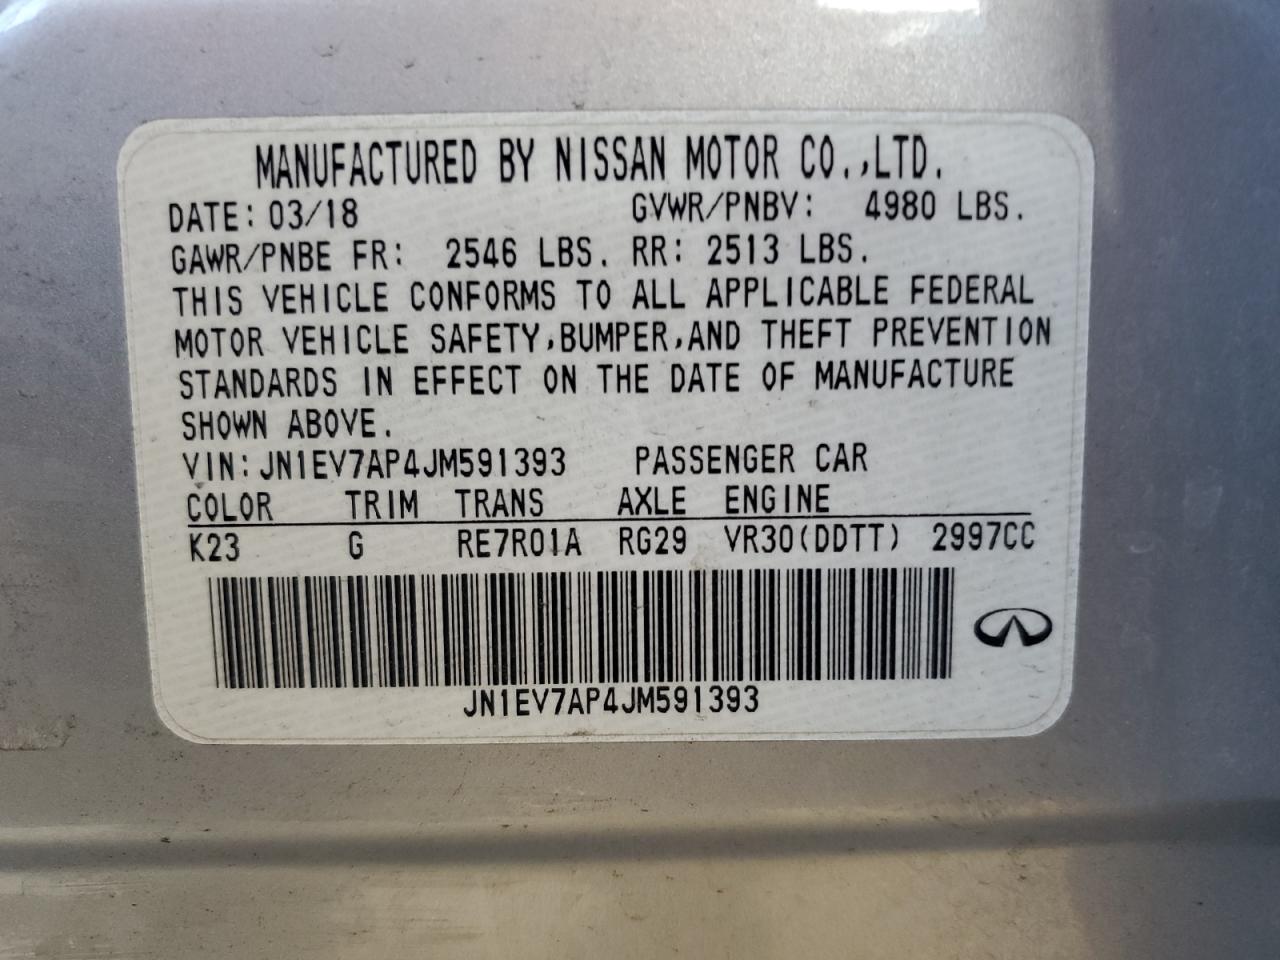 MANUFACTURED BY NISSAN MOTOR CO.,LTD.
DATE: 03/18 GVWR/PNBV: 4980 LBS.
GAWR/PNBE FR: 2546 LBS. RR: 2513 LBS.
THIS VEHICLE CONFORMS TO ALL APPLICABLE FEDERAL
MOTOR VEHICLE SAFETY,BUMPER,AND THEFT PREVENTION
STANDARDS IN EFFECT ON THE DATE OF MANUFACTURE
SHOWN ABOVE.
VIN: JN1EV7AP4JM591393 PASSENGER CAR
COLOR TRIM TRANS AXLE ENGINE
K23 G RE7R01A RG29 VR30(DDTT) 2997CC
JN1EV7AP4JM591393